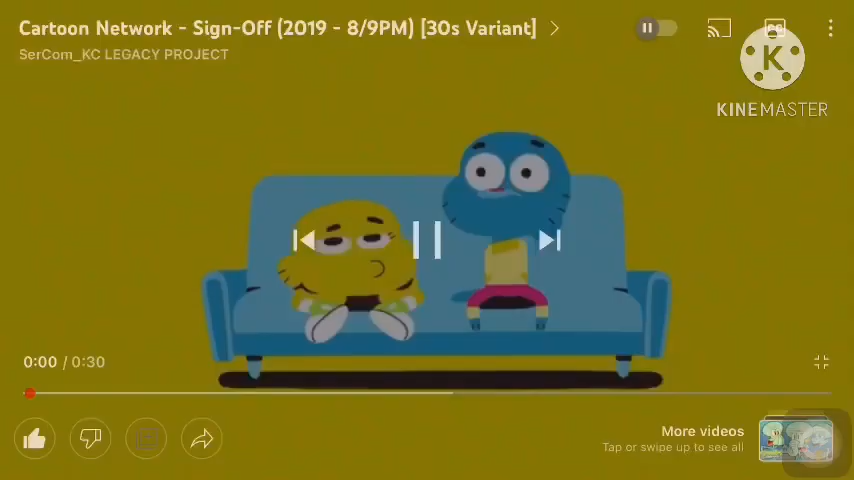 Cartoon Network - Sign-Off (2019 - 8/9PM) [30s Variant]
SerCom_KC LEGACY PROJECT
K
KINEMASTER
0:00 / 0:30
More videos
Tap or swipe up to see all